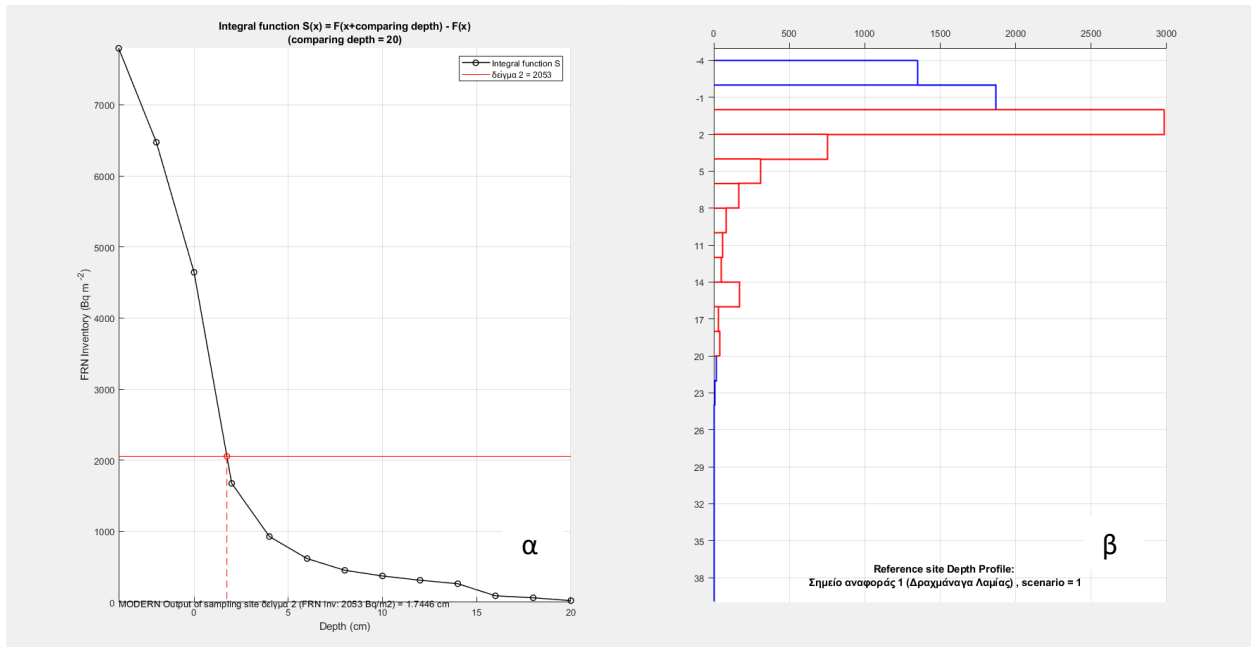 Integral function S(x) = F(x+comparing depth) - F(x)
(comparing depth = 20)
Integral function S
δείγμα 2 = 2053
7000
6000
5000
4000
3000
2000
1000
0
FRN Inventory (Bq m -2)
α
MODERN Output of sampling site δείγμα 2 (FRN Inv: 2053 Bq/m2) = 1.7446 cm
0 5 10 15 20
Depth (cm)
0 500 1000 1500 2000 2500 3000
-4
-1
2
5
8
11
14
17
20
23
26
29
32
35
38
β
Reference site Depth Profile:
Σημείο αναφοράς 1 (Δραχμάναγα Λαμίας) , scenario = 1